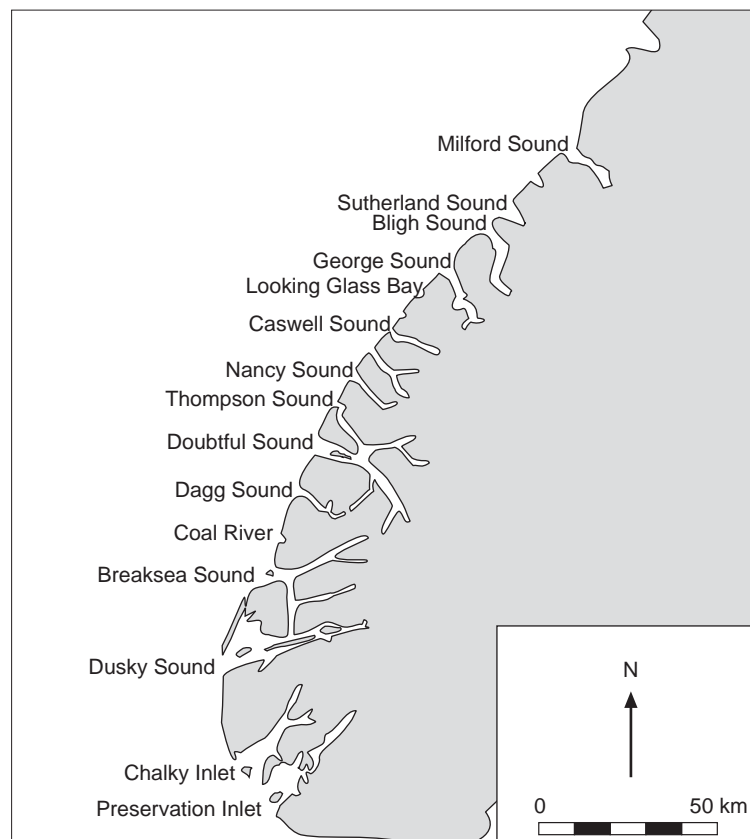 Milford Sound
Sutherland Sound
Bligh Sound
George Sound
Looking Glass Bay
Caswell Sound
Nancy Sound
Thompson Sound
Doubtful Sound
Dagg Sound
Coal River
Breaksea Sound
Dusky Sound
Chalky Inlet
Preservation Inlet
N
0 50 km